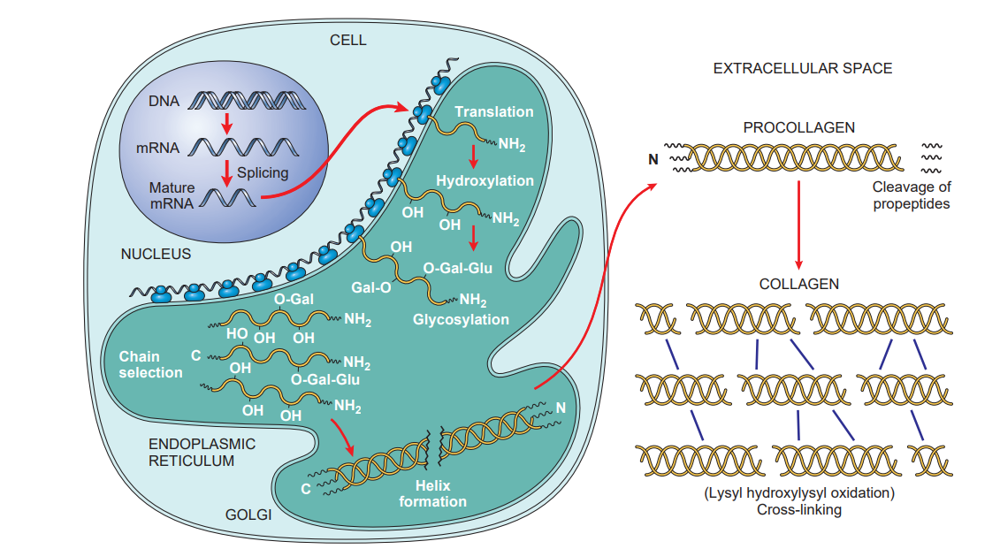 CELL
DNA
mRNA
Splicing
Mature
mRNA
NUCLEUS
Translation
NH2
Hydroxylation
OH
OH
NH2
OH
O-Gal-Glu
Gal-O
NH2
Glycosylation
O-Gal
NH2
HO
OH
OH
Chain
selection
C
NH2
OH
O-Gal-Glu
NH2
OH
OH
ENDOPLASMIC
RETICULUM
N
C
Helix
formation
GOLGI
EXTRACELLULAR SPACE
PROCOLLAGEN
N
Cleavage of
propeptides
COLLAGEN
(Lysyl hydroxylysyl oxidation)
Cross-linking